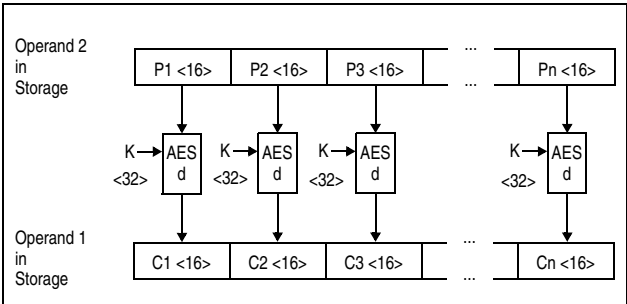 Operand 2
in
Storage
P1 <16> P2 <16> P3 <16> ... ... Pn <16>
K AES d <32>
K AES d <32>
K AES d <32>
K AES d <32>
Operand 1
in
Storage
C1 <16> C2 <16> C3 <16> ... ... Cn <16>